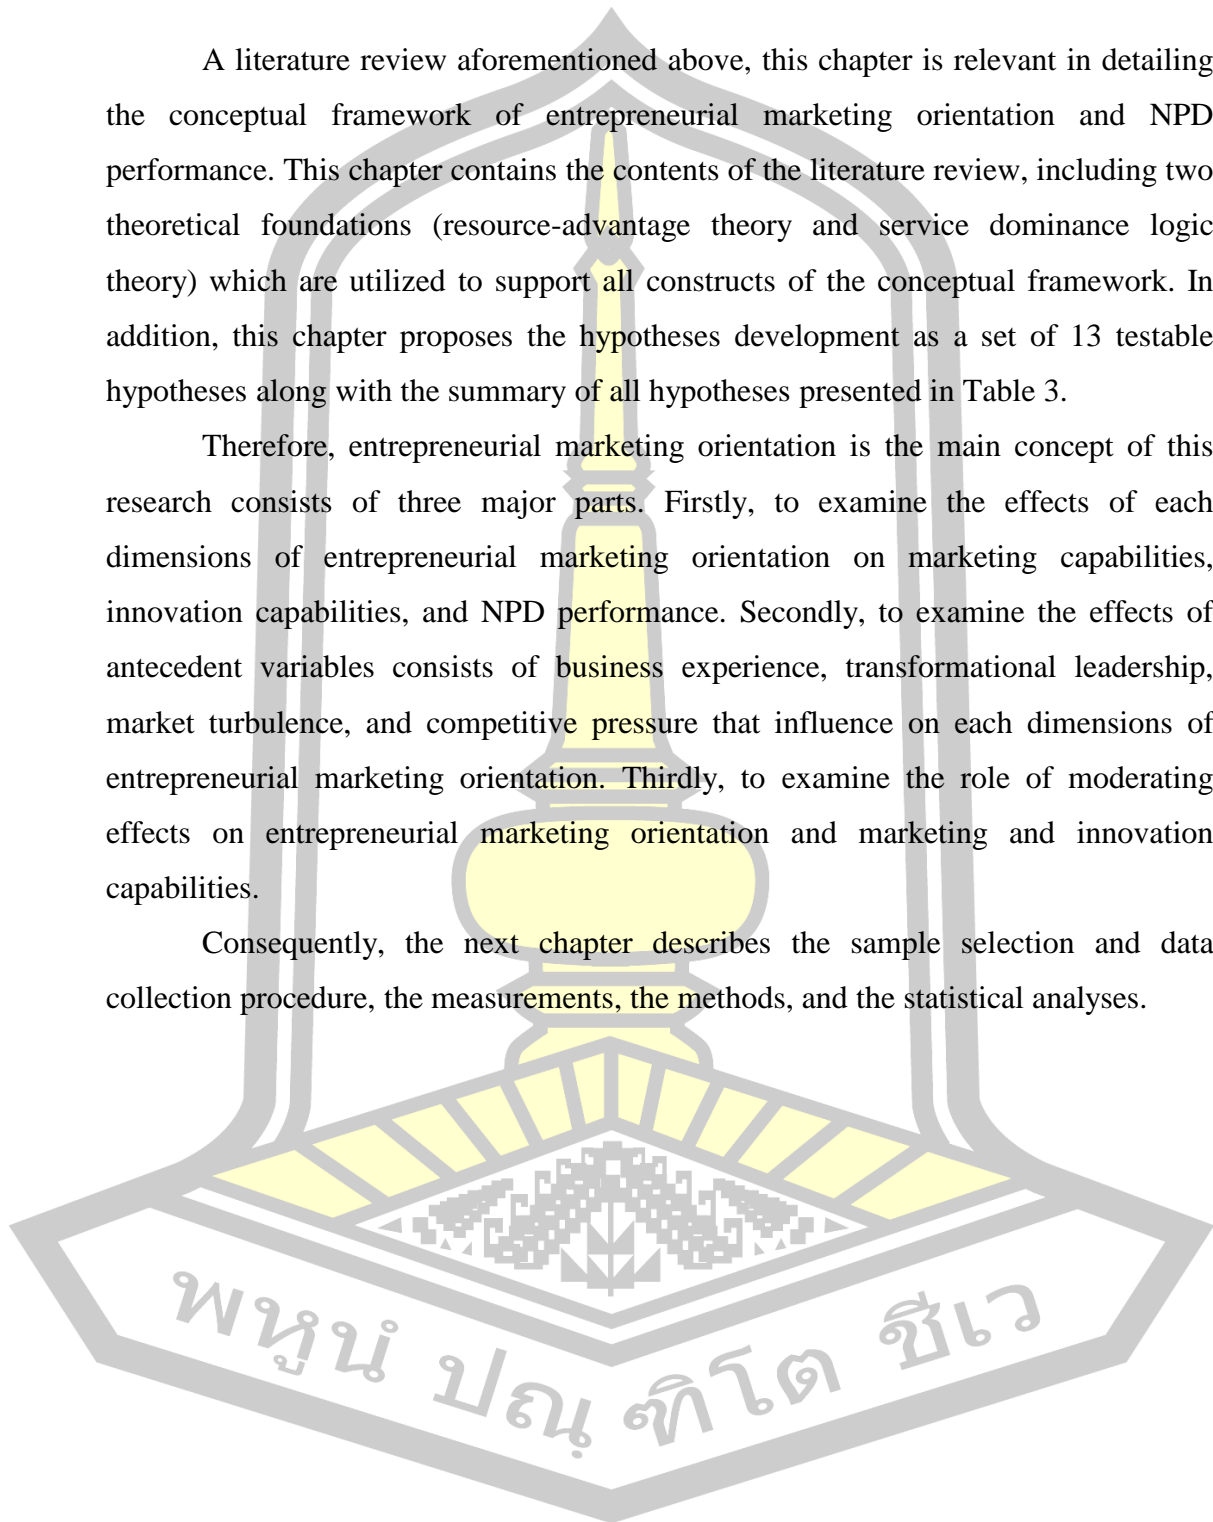 A literature review aforementioned above, this chapter is relevant in detailing
the conceptual framework of entrepreneurial marketing orientation and NPD
performance. This chapter contains the contents of the literature review, including two
theoretical foundations (resource-advantage theory and service dominance logic
theory) which are utilized to support all constructs of the conceptual framework. In
addition, this chapter proposes the hypotheses development as a set of 13 testable
hypotheses along with the summary of all hypotheses presented in Table 3.
Therefore, entrepreneurial marketing orientation is the main concept of this
research consists of three major parts. Firstly, to examine the effects of each
dimensions of entrepreneurial marketing orientation on marketing capabilities,
innovation capabilities, and NPD performance. Secondly, to examine the effects of
antecedent variables consists of business experience, transformational leadership,
market turbulence, and competitive pressure that influence on each dimensions of
entrepreneurial marketing orientation. Thirdly, to examine the role of moderating
effects on entrepreneurial marketing orientation and marketing and innovation
capabilities.
Consequently, the next chapter describes the sample selection and data
collection procedure, the measurements, the methods, and the statistical analyses.
พหูนํ ปณฺฑิโต ชีเว